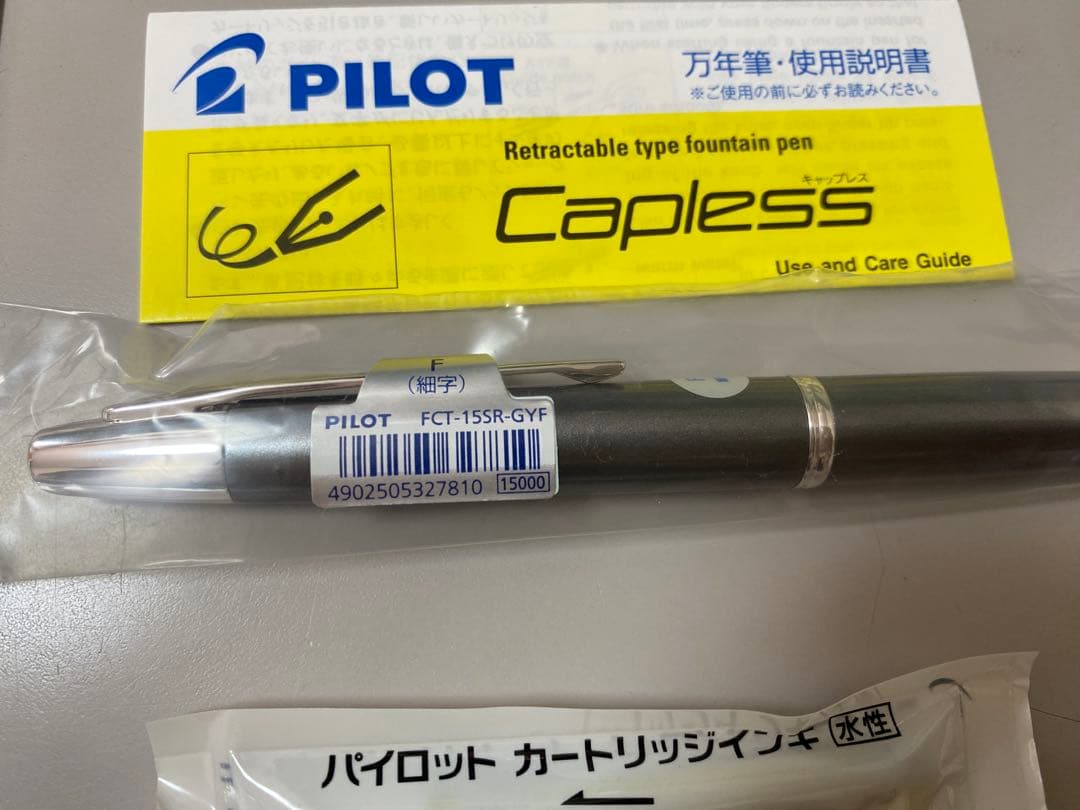 PILOT
万年筆・使用説明書
※ご使用の前に必ずお読みください。
Retractable type fountain pen
キャップレス
Capless
Use and Care Guide
F
(細字)
PILOT FCT-15SR-GYF
4902505327810 15000
パイロット カートリッジインキ 水性